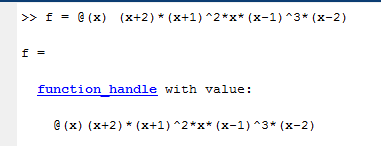 >> f = @(x) (x+2)*(x+1)^2*x*(x-1)^3*(x-2)
f =
function_handle with value:
@(x)(x+2)*(x+1)^2*x*(x-1)^3*(x-2)